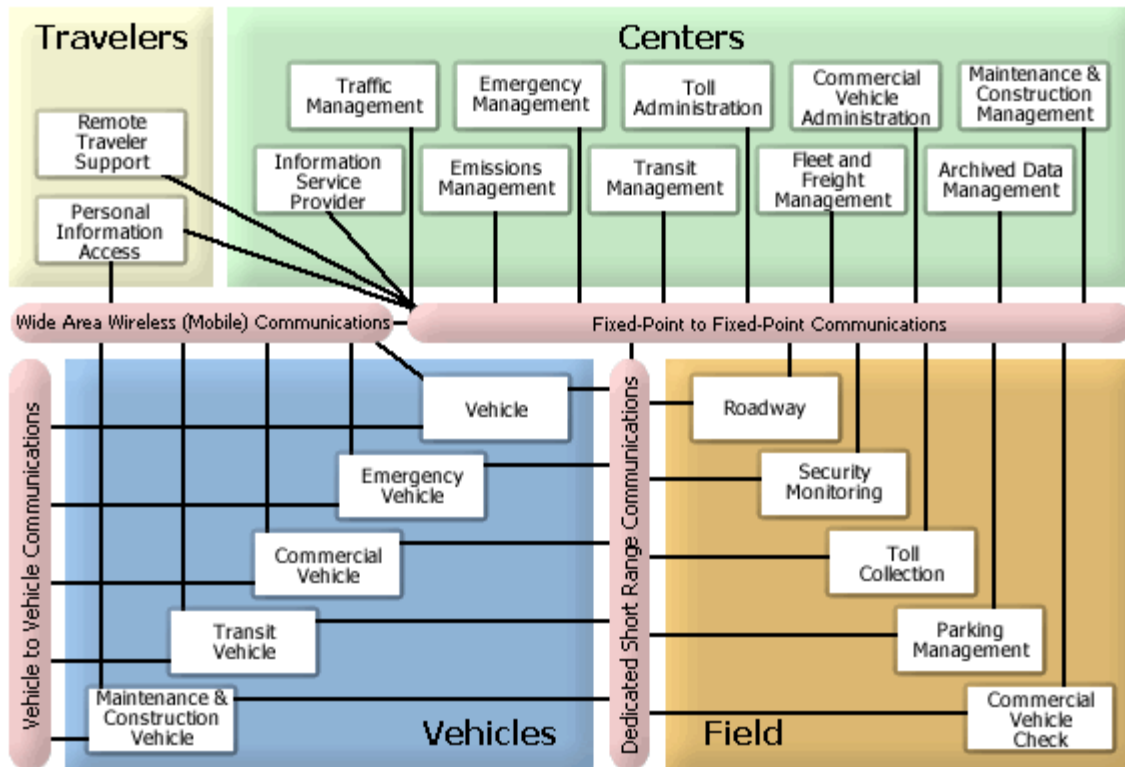 Travelers
Centers
Traffic
Management
Emergency
Management
Toll
Administration
Commercial
Vehicle
Administration
Maintenance &
Construction
Management
Remote
Traveler
Support
Information
Service
Provider
Emissions
Management
Transit
Management
Fleet and
Freight
Management
Archived Data
Management
Personal
Information
Access
Wide Area Wireless (Mobile) Communications
Fixed-Point to Fixed-Point Communications
Vehicle to Vehicle Communications
Dedicated Short Range Communications
Vehicle
Emergency
Vehicle
Commercial
Vehicle
Transit
Vehicle
Maintenance &
Construction
Vehicle
Vehicles
Roadway
Security
Monitoring
Toll
Collection
Parking
Management
Commercial
Vehicle
Check
Field